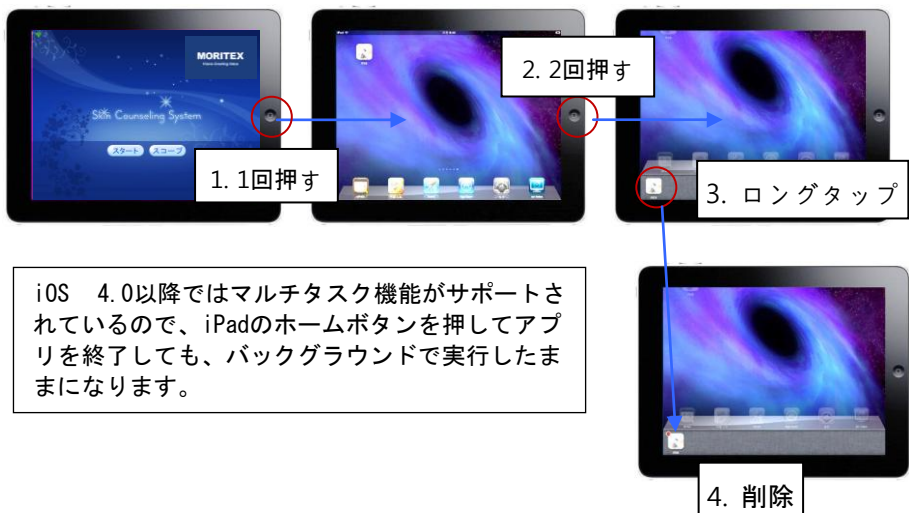 MORITEX
Skin Counseling System
スタート スコープ
1. 1回押す
2. 2回押す
3. ロングタップ
iOS 4.0以降ではマルチタスク機能がサポートさ
れているので、iPadのホームボタンを押してアプ
リを終了しても、バックグラウンドで実行したま
まになります。
4. 削除